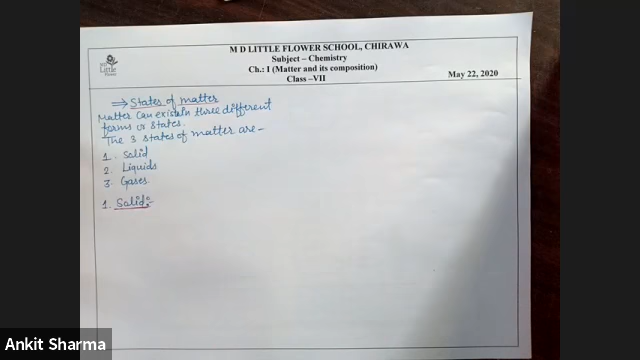 M D LITTLE FLOWER SCHOOL, CHIRAWA
Subject – Chemistry
Ch.: I (Matter and its composition)
Class –VII
May 22, 2020
Little
Flower
⇒ States of matter
Matter Can exist in three different
forms or states.
The 3 states of matter are –
1. Solid
2. Liquids
3. Gases.
1. Solid:
Ankit Sharma